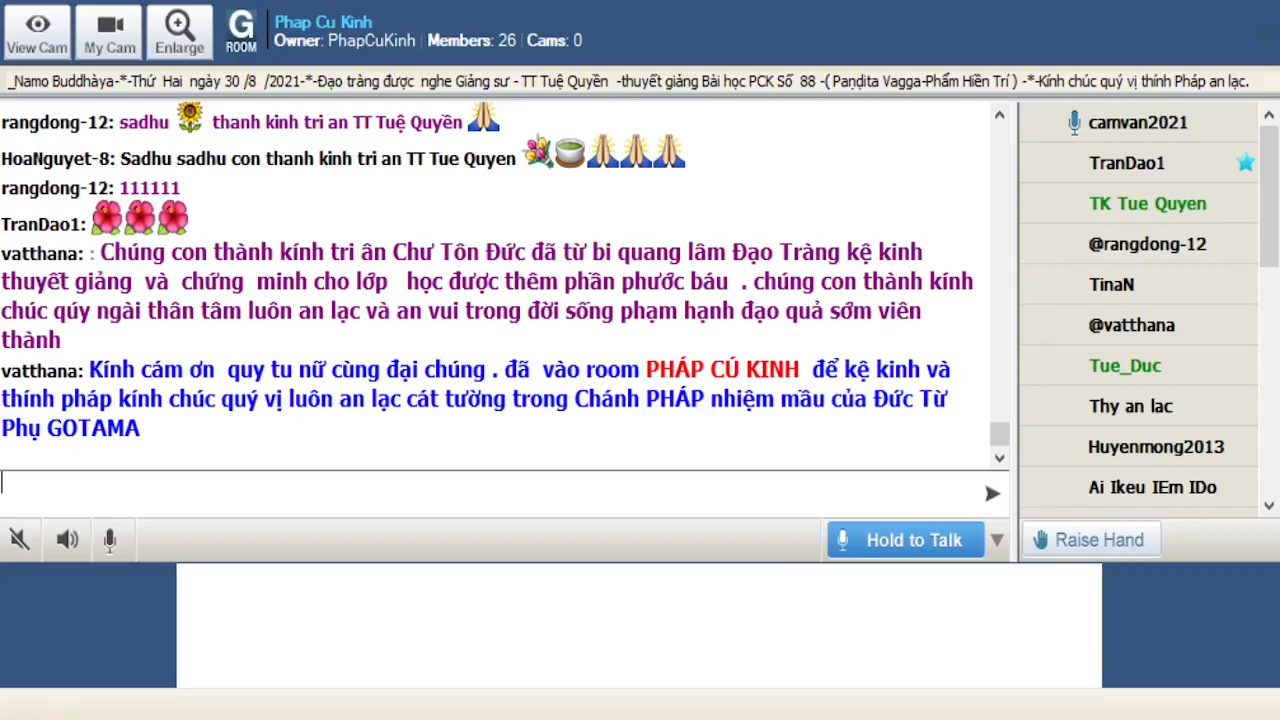 View Cam
My Cam
Enlarge
G
ROOM
Phap Cu Kinh
Owner: PhapCuKinh | Members: 26 | Cams: 0
_Namo Buddhàya-*-Thứ Hai ngày 30 /8 /2021-*-Đạo tràng được nghe Giảng sư - TT Tuệ Quyền -thuyết giảng Bài học PCK Số 88 -( Paṇḍita Vagga-Phẩm Hiền Trí ) -*-Kính chúc quý vị thính Pháp an lạc.
rangdong-12: sadhu thanh kinh tri an TT Tuệ Quyền
HoaNguyet-8: Sadhu sadhu con thanh kinh tri an TT Tue Quyen
rangdong-12: 111111
TranDao1:
vatthana: : Chúng con thành kính tri ân Chư Tôn Đức đã từ bi quang lâm Đạo Tràng kệ kinh
thuyết giảng và chứng minh cho lớp học được thêm phần phước báu . chúng con thành kính
chúc qúy ngài thân tâm luôn an lạc và an vui trong đời sống phạm hạnh đạo quả sớm viên
thành
vatthana: Kính cám ơn quy tu nữ cùng đại chúng . đã vào room PHÁP CÚ KINH để kệ kinh và
thính pháp kính chúc quý vị luôn an lạc cát tường trong Chánh PHÁP nhiệm mầu của Đức Từ
Phụ GOTAMA
camvan2021
TranDao1
TK Tue Quyen
@rangdong-12
TinaN
@vatthana
Tue_Duc
Thy an lac
Huyenmong2013
Ai Ikeu IEm IDo
Hold to Talk
Raise Hand